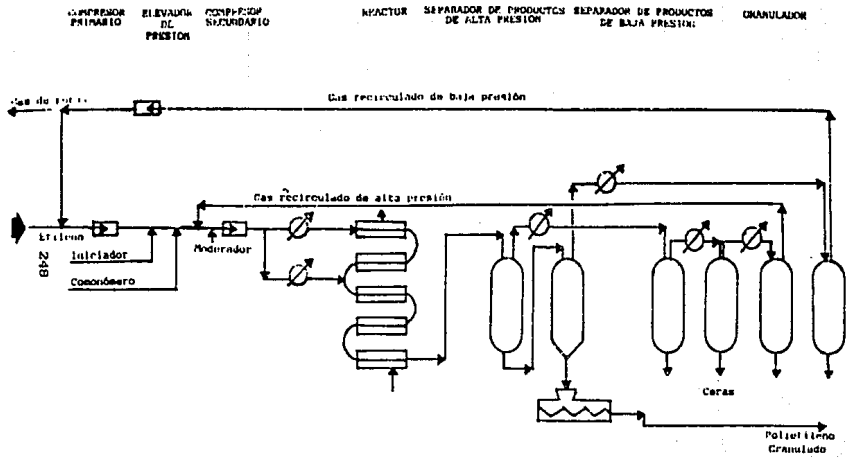 COMPRESOR PRIMARIO
ELEVADOR DE PRESION
COMPRESOR SECUNDARIO
REACTOR
SEPARADOR DE PRODUCTOS DE ALTA PRESION
SEPARADOR DE PRODUCTOS DE BAJA PRESION
GRANULADOR
Gas de
Gas recirculado de baja presión
Gas recirculado de alta presión
Etileno
Iniciador
Moderador
248
Comonómero
Ceras
Polietileno
Granulado